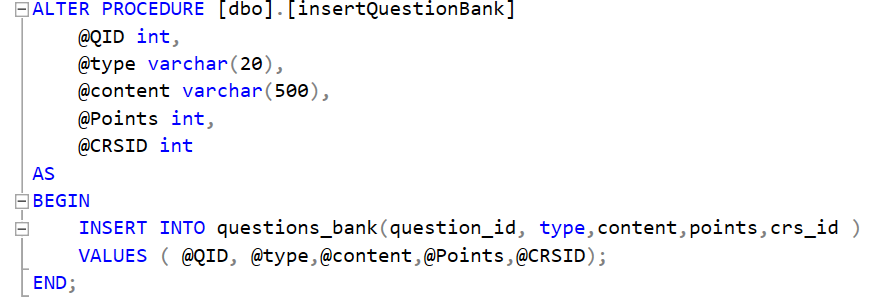 ALTER PROCEDURE [dbo].[insertQuestionBank]
@QID int,
@type varchar(20),
@content varchar(500),
@Points int,
@CRSID int
AS
BEGIN
INSERT INTO questions_bank(question_id, type,content,points,crs_id )
VALUES ( @QID, @type,@content,@Points,@CRSID);
END;